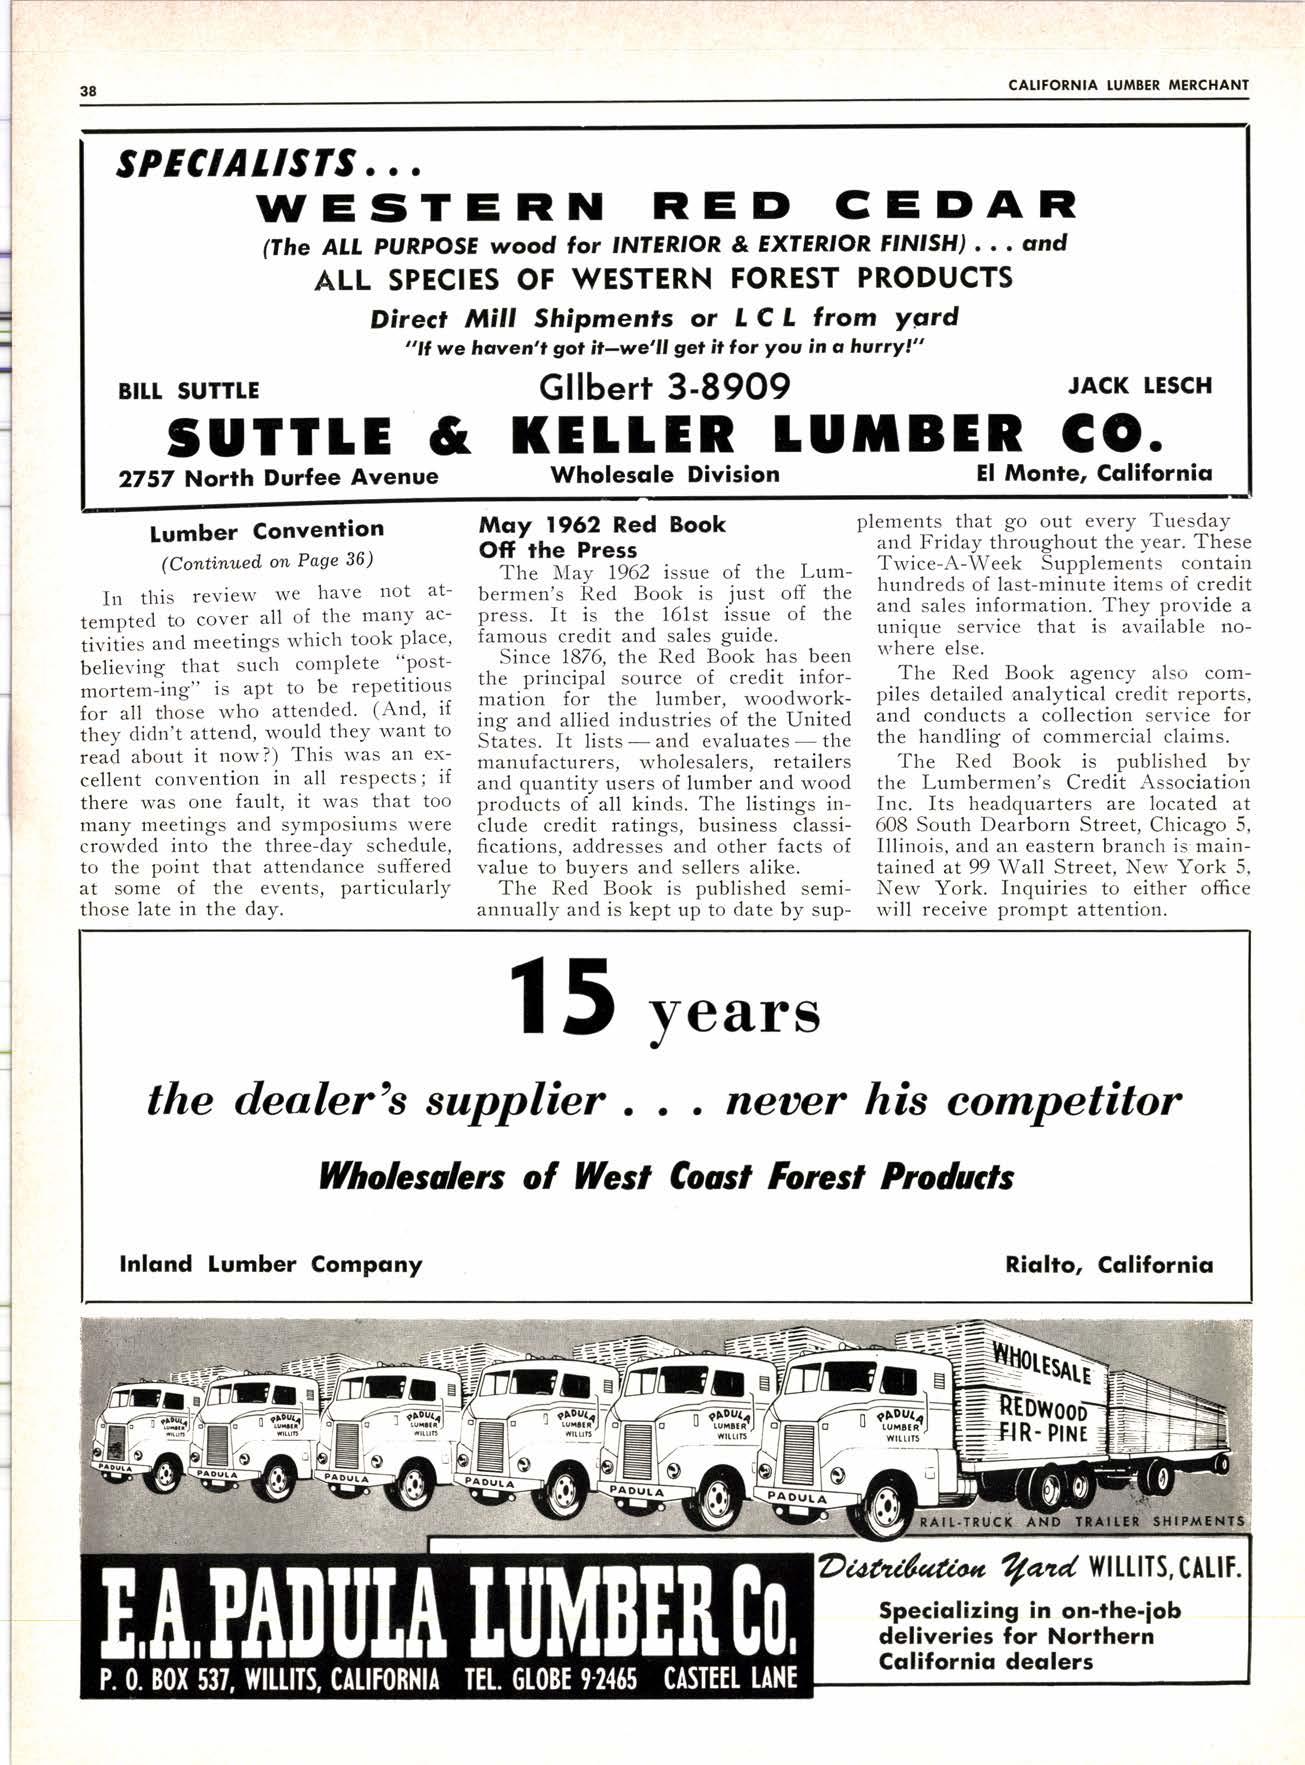 38
CALIFORNIA LUMBER MERCHANT
SPECIALISTS...
WESTERN RED CEDAR
(The ALL PURPOSE wood for INTERIOR & EXTERIOR FINISH) . . . and
ALL SPECIES OF WESTERN FOREST PRODUCTS
Direct Mill Shipments or L C L from yard
"If we haven't got it—we'll get it for you in a hurry!"
BILL SUTTLE
GIlbert 3-8909
JACK LESCH
SUTTLE & KELLER LUMBER CO.
2757 North Durfee Avenue
Wholesale Division
El Monte, California
Lumber Convention
(Continued on Page 36)
In this review we have not at-
tempted to cover all of the many ac-
tivities and meetings which took place,
believing that such complete "post-
mortem-ing" is apt to be repetitious
for all those who attended. (And, if
they didn't attend, would they want to
read about it now?) This was an ex-
cellent convention in all respects; if
there was one fault, it was that too
many meetings and symposiums were
crowded into the three-day schedule,
to the point that attendance suffered
at some of the events, particularly
those late in the day.
May 1962 Red Book
Off the Press
The May 1962 issue of the Lum-
bermen's Red Book is just off the
press. It is the 161st issue of the
famous credit and sales guide.
Since 1876, the Red Book has been
the principal source of credit infor-
mation for the lumber, woodwork-
ing and allied industries of the United
States. It lists — and evaluates — the
manufacturers, wholesalers, retailers
and quantity users of lumber and wood
products of all kinds. The listings in-
clude credit ratings, business classi-
fications, addresses and other facts of
value to buyers and sellers alike.
The Red Book is published semi-
annually and is kept up to date by sup-
plements that go out every Tuesday
and Friday throughout the year. These
Twice-A-Week Supplements contain
hundreds of last-minute items of credit
and sales information. They provide a
unique service that is available no-
where else.
The Red Book agency also com-
piles detailed analytical credit reports,
and conducts a collection service for
the handling of commercial claims.
The Red Book is published by
the Lumbermen's Credit Association
Inc. Its headquarters are located at
608 South Dearborn Street, Chicago 5,
Illinois, and an eastern branch is main-
tained at 99 Wall Street, New York 5,
New York. Inquiries to either office
will receive prompt attention.
15 years
the dealer's supplier . . . never his competitor
Wholesalers of West Coast Forest Products
Inland Lumber Company
Rialto, California
PADULA
LUMBER
WILLITS
PADULA
PADULA
LUMBER
WILLITS
PADULA
PADULA
LUMBER
WILLITS
PADULA
PADULA
LUMBER
WILLITS
PADULA
PADULA
LUMBER
WILLITS
PADULA
PADULA
LUMBER
WILLITS
PADULA
WHOLESALE
REDWOOD
FIR-PINE
RAIL-TRUCK AND TRAILER SHIPMENTS
E.A. PADULA LUMBER Co.
P. O. BOX 537, WILLITS, CALIFORNIA TEL. GLOBE 9-2465 CASTEEL LANE
Distribution Yard WILLITS, CALIF.
Specializing in on-the-job
deliveries for Northern
California dealers